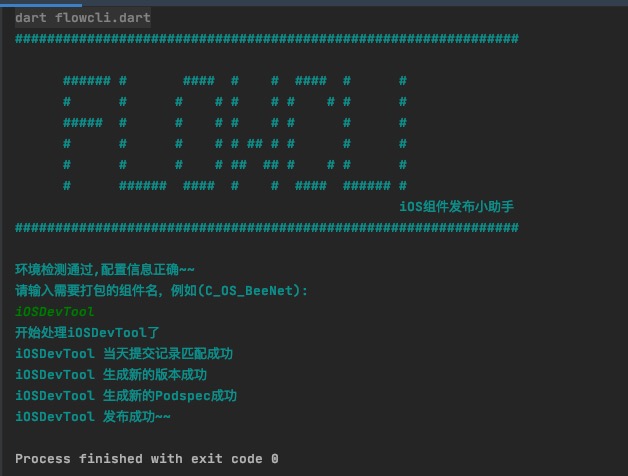 dart flowcli.dart
###############################################################
###### #       ####  #    #  ####  #      #
#      #      #    # #    # #    # #      #
#####  #      #    # #    # #      #      #
#      #      #    # # ## # #      #      #
#      #      #    # ##  ## #    # #      #
#      ######  ####  #    #  ####  ###### #
iOS组件发布小助手
###############################################################
环境检测通过,配置信息正确~~
请输入需要打包的组件名，例如(C_OS_BeeNet):
iOSDevTool
开始处理iOSDevTool了
iOSDevTool 当天提交记录匹配成功
iOSDevTool 生成新的版本成功
iOSDevTool 生成新的Podspec成功
iOSDevTool 发布成功~~
Process finished with exit code 0